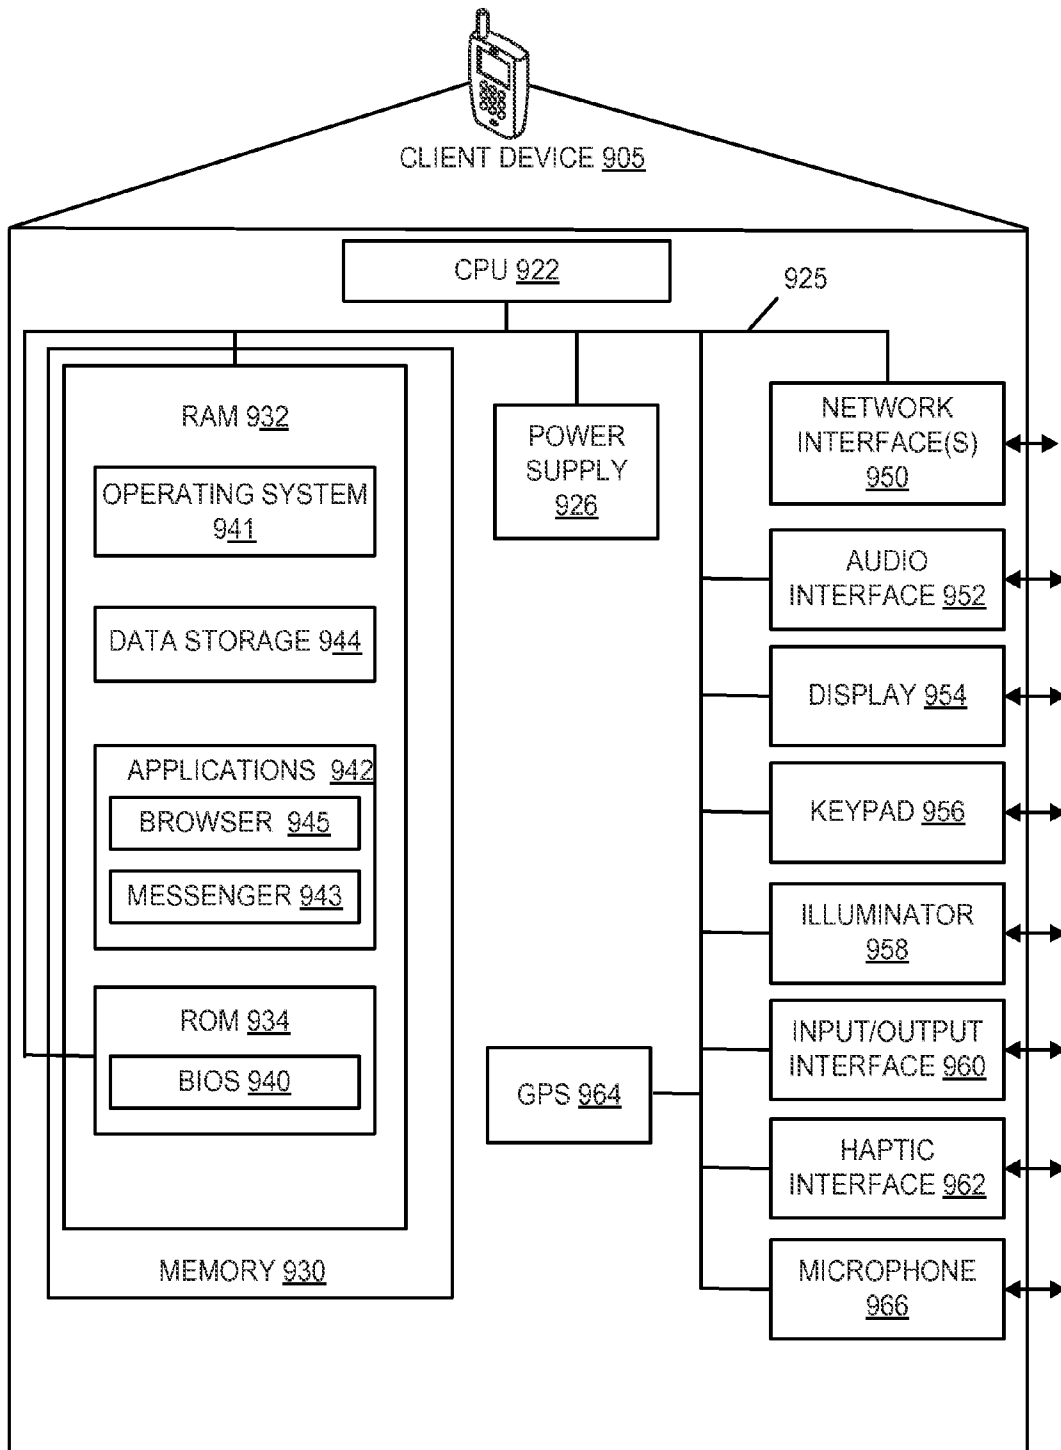 CLIENT DEVICE 905
CPU 922
925
RAM 932
OPERATING SYSTEM
941
DATA STORAGE 944
APPLICATIONS 942
BROWSER 945
MESSENGER 943
ROM 934
BIOS 940
MEMORY 930
POWER
SUPPLY
926
GPS 964
NETWORK
INTERFACE(S)
950
AUDIO
INTERFACE 952
DISPLAY 954
KEYPAD 956
ILLUMINATOR
958
INPUT/OUTPUT
INTERFACE 960
HAPTIC
INTERFACE 962
MICROPHONE
966